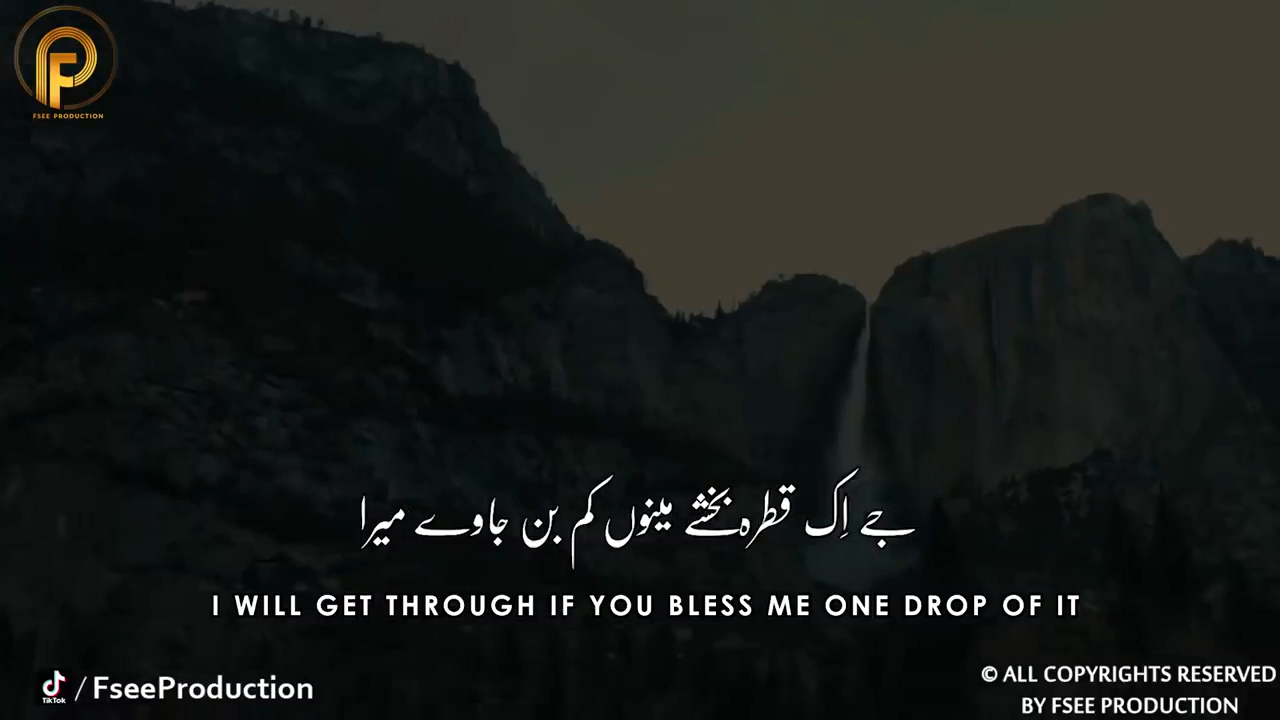 FSEE PRODUCTION
جے اِک قطرہ بخشے مینوں کم بن جاوے میرا
I WILL GET THROUGH IF YOU BLESS ME ONE DROP OF IT
TikTok / FseeProduction
© ALL COPYRIGHTS RESERVED
BY FSEE PRODUCTION